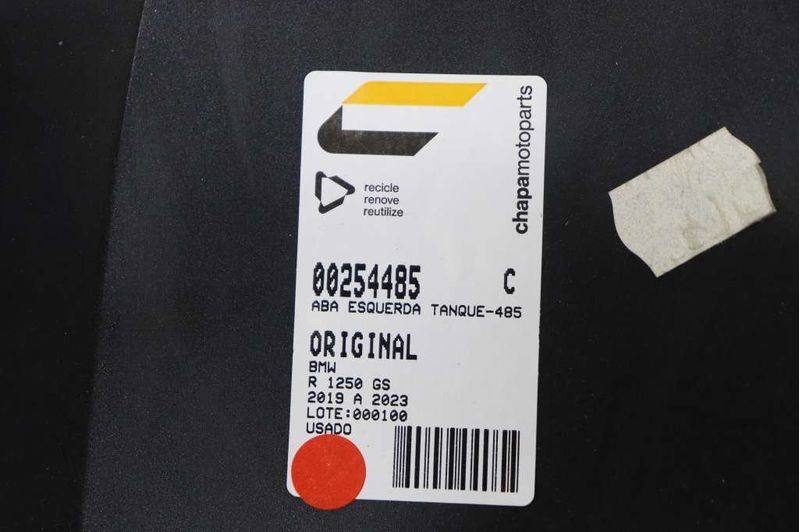 chapamotoparts
recicle
renove
reutilize
00254485 C
ABA ESQUERDA TANQUE-485
ORIGINAL
BMW
R 1250 GS
2019 A 2023
LOTE:000100
USADO